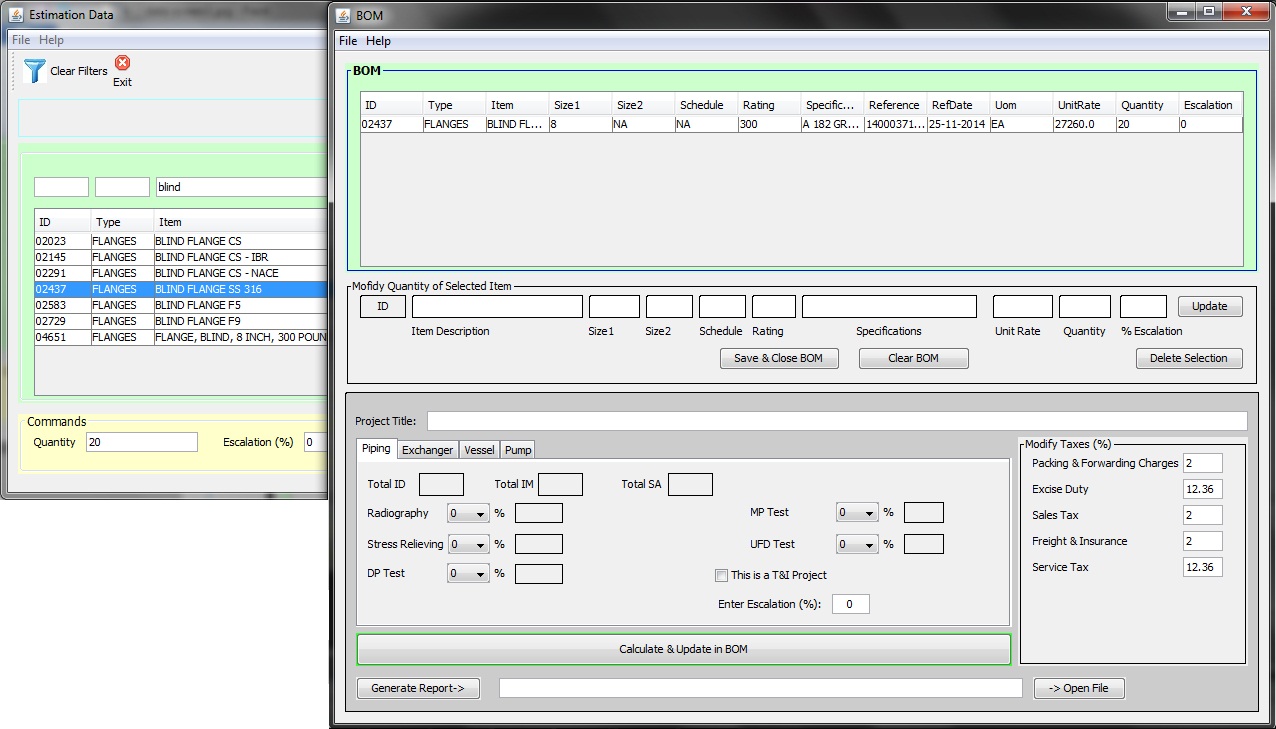 Estimation Data
File Help
Clear Filters
Exit
blind
ID Type Item
02023 FLANGES BLIND FLANGE CS
02145 FLANGES BLIND FLANGE CS - IBR
02291 FLANGES BLIND FLANGE CS - NACE
02437 FLANGES BLIND FLANGE SS 316
02583 FLANGES BLIND FLANGE F5
02729 FLANGES BLIND FLANGE F9
04651 FLANGES FLANGE, BLIND, 8 INCH, 300 POUN
Commands
Quantity 20 Escalation (%) 0
BOM
File Help
BOM
ID Type Item Size1 Size2 Schedule Rating Specific... Reference RefDate Uom UnitRate Quantity Escalation
02437 FLANGES BLIND FL... 8 NA NA 300 A 182 GR... 14000371... 25-11-2014 EA 27260.0 20 0
Mofidy Quantity of Selected Item
ID Update
Item Description Size1 Size2 Schedule Rating Specifications Unit Rate Quantity % Escalation
Save & Close BOM Clear BOM Delete Selection
Project Title:
Piping Exchanger Vessel Pump
Total ID Total IM Total SA
Radiography 0 % MP Test 0 %
Stress Relieving 0 % UFD Test 0 %
DP Test 0 % This is a T&I Project
Enter Escalation (%): 0
Calculate & Update in BOM
Modify Taxes (%)
Packing & Forwarding Charges 2
Excise Duty 12.36
Sales Tax 2
Freight & Insurance 2
Service Tax 12.36
Generate Report-> -> Open File